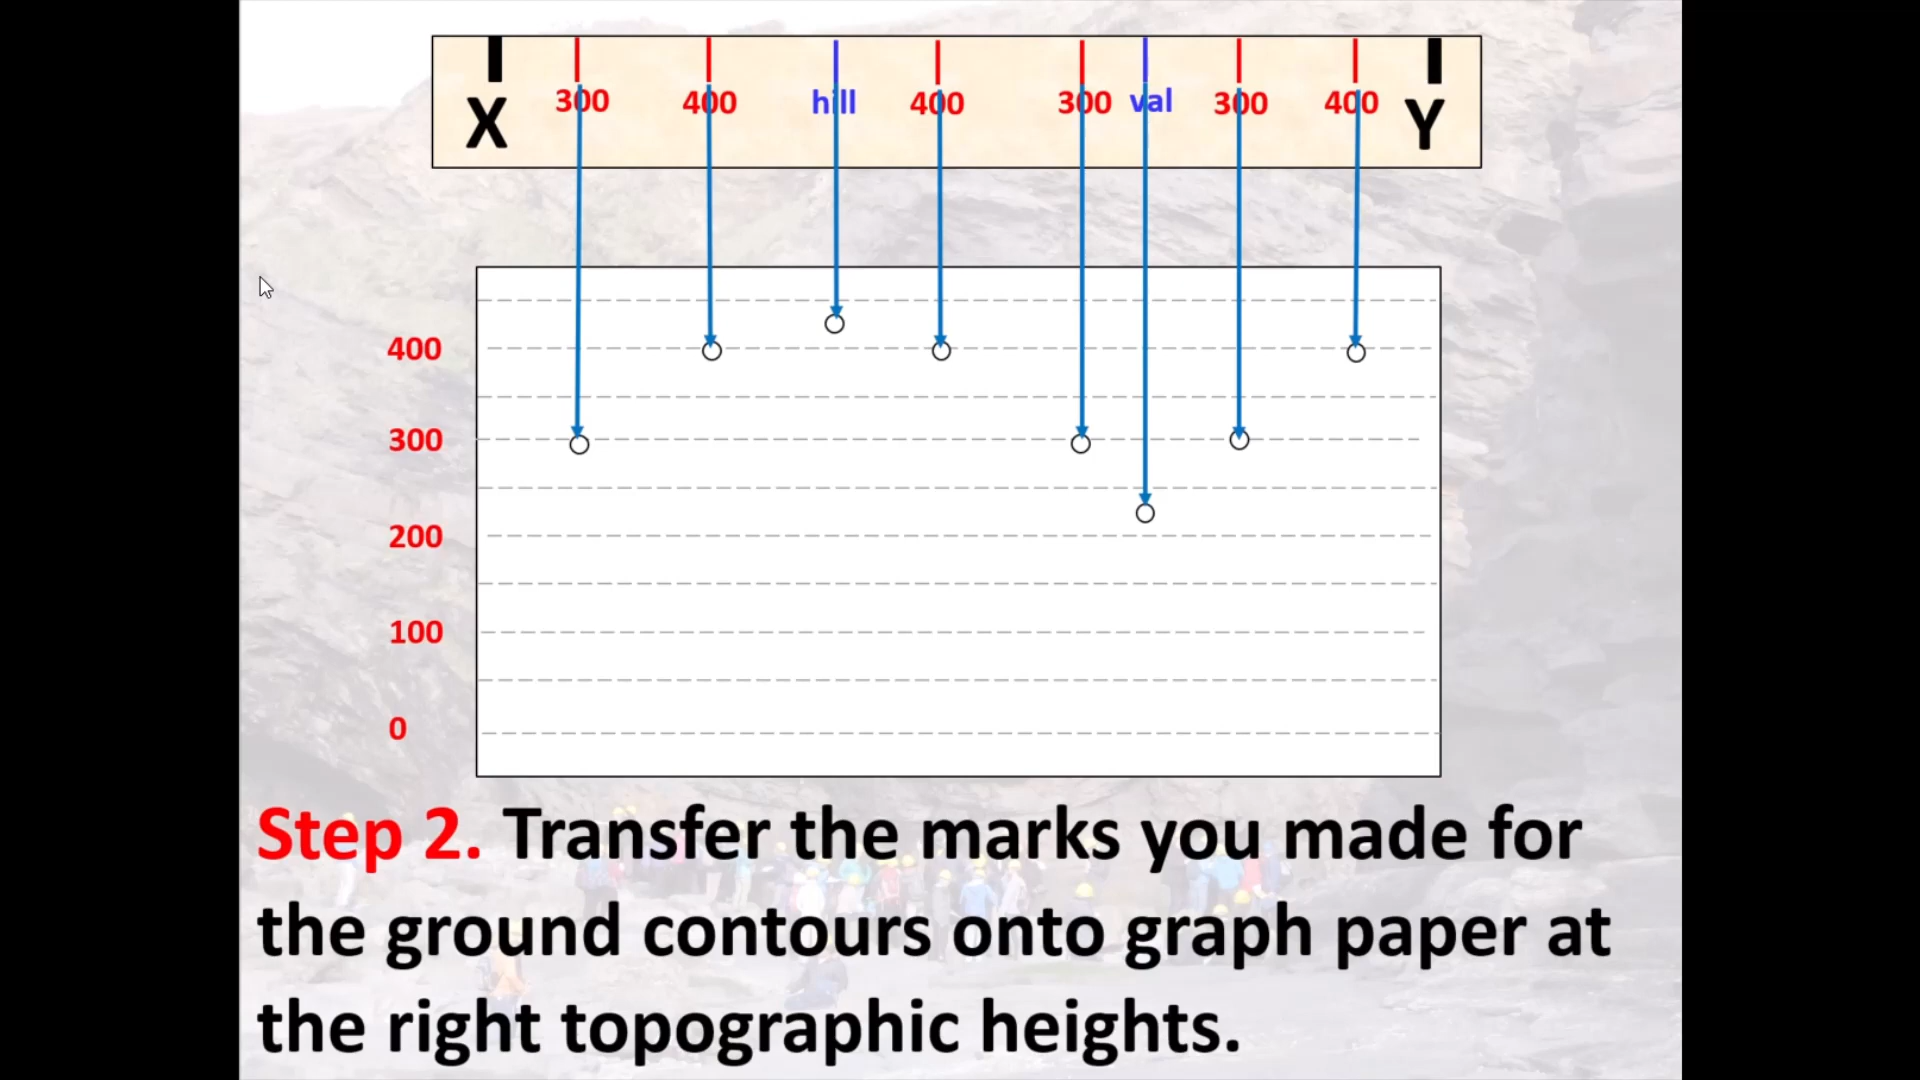 X 300 400 hill 400 300 val 300 400 Y
400
300
200
100
0
Step 2. Transfer the marks you made for
the ground contours onto graph paper at
the right topographic heights.